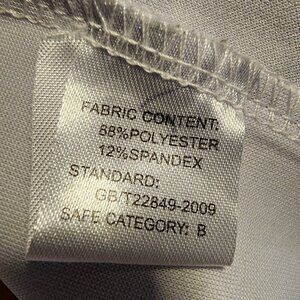 FABRIC CONTENT:
88%POLYESTER
12%SPANDEX
STANDARD:
GB/T22849-2009
SAFE CATEGORY: B